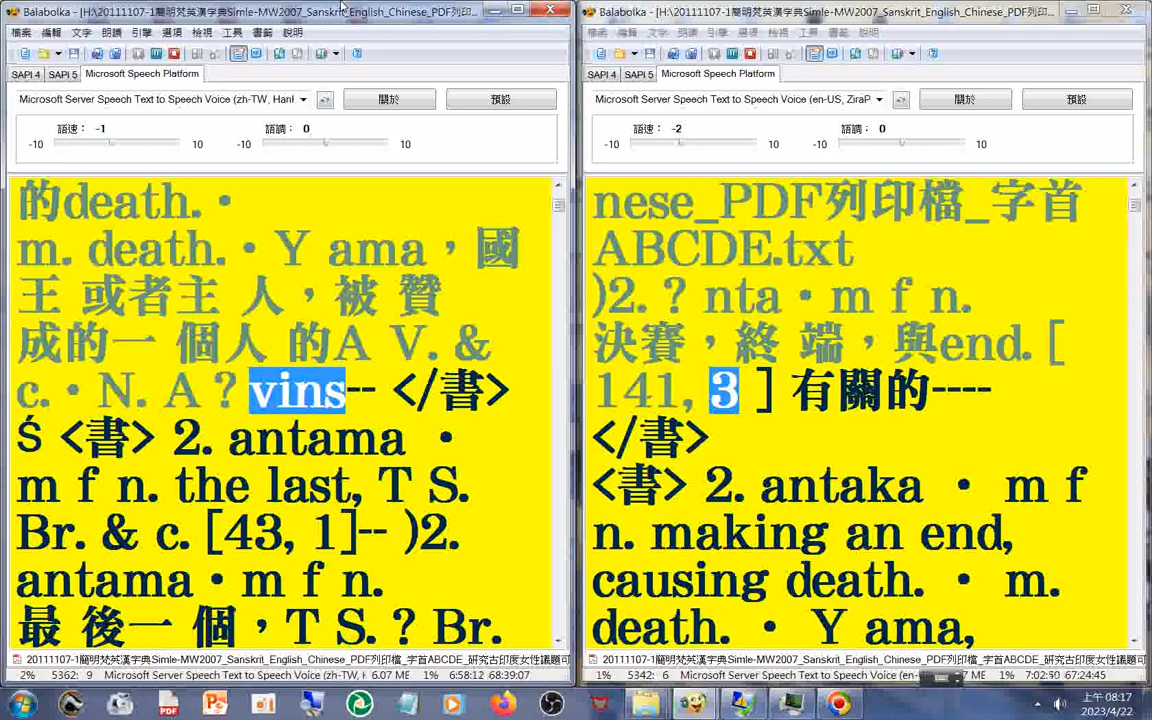 Balabolka - [H:\20111107-1簡明梵英漢字典Simle-MW2007_Sanskrit_English_Chinese_PDF列印...
檔案 編輯 文字 朗讀 引擎 選項 檢視 工具 書籤 說明
SAPI 4 SAPI 5 Microsoft Speech Platform
Microsoft Server Speech Text to Speech Voice (zh-TW, Han
關於 預設
語速： -1 語調： 0
-10 10 -10 10
的death.・
m. death.・Y ama，國
王 或者主 人，被 贊
成的一 個人 的A V. &
c.・N. A ? vins-- </書>
Ś <書> 2. antama ・
m f n. the last, T S.
Br. & c. [43, 1]-- )2.
antama・m f n.
最 後一 個，T S. ? Br.
20111107-1簡明梵英漢字典Simle-MW2007_Sanskrit_English_Chinese_PDF列印檔_字首ABCDE_研究古印度女性議題可
2% 5362: 9 Microsoft Server Speech Text to Speech Voice (zh-TW, 6.07 ME 1% 6:58:12 68:39:07
Balabolka - [H:\20111107-1簡明梵英漢字典Simle-MW2007_Sanskrit_English_Chinese_PDF列印...
檔案 編輯 文字 朗讀 引擎 選項 檢視 工具 書籤 說明
SAPI 4 SAPI 5 Microsoft Speech Platform
Microsoft Server Speech Text to Speech Voice (en-US, ZiraP
關於 預設
語速： -2 語調： 0
-10 10 -10 10
nese_PDF列印檔_字首
ABCDE.txt
)2. ? nta・m f n.
決賽，終 端，與end. [
141, 3 ] 有關的----
</書>
<書> 2. antaka ・ m f
n. making an end,
causing death. ・ m.
death. ・ Y ama,
20111107-1簡明梵英漢字典Simle-MW2007_Sanskrit_English_Chinese_PDF列印檔_字首ABCDE_研究古印度女性議題可
1% 5342: 6 Microsoft Server Speech Text to Speech Voice 1% 7:02:50 67:24:45
上午 08:17
2023/4/22